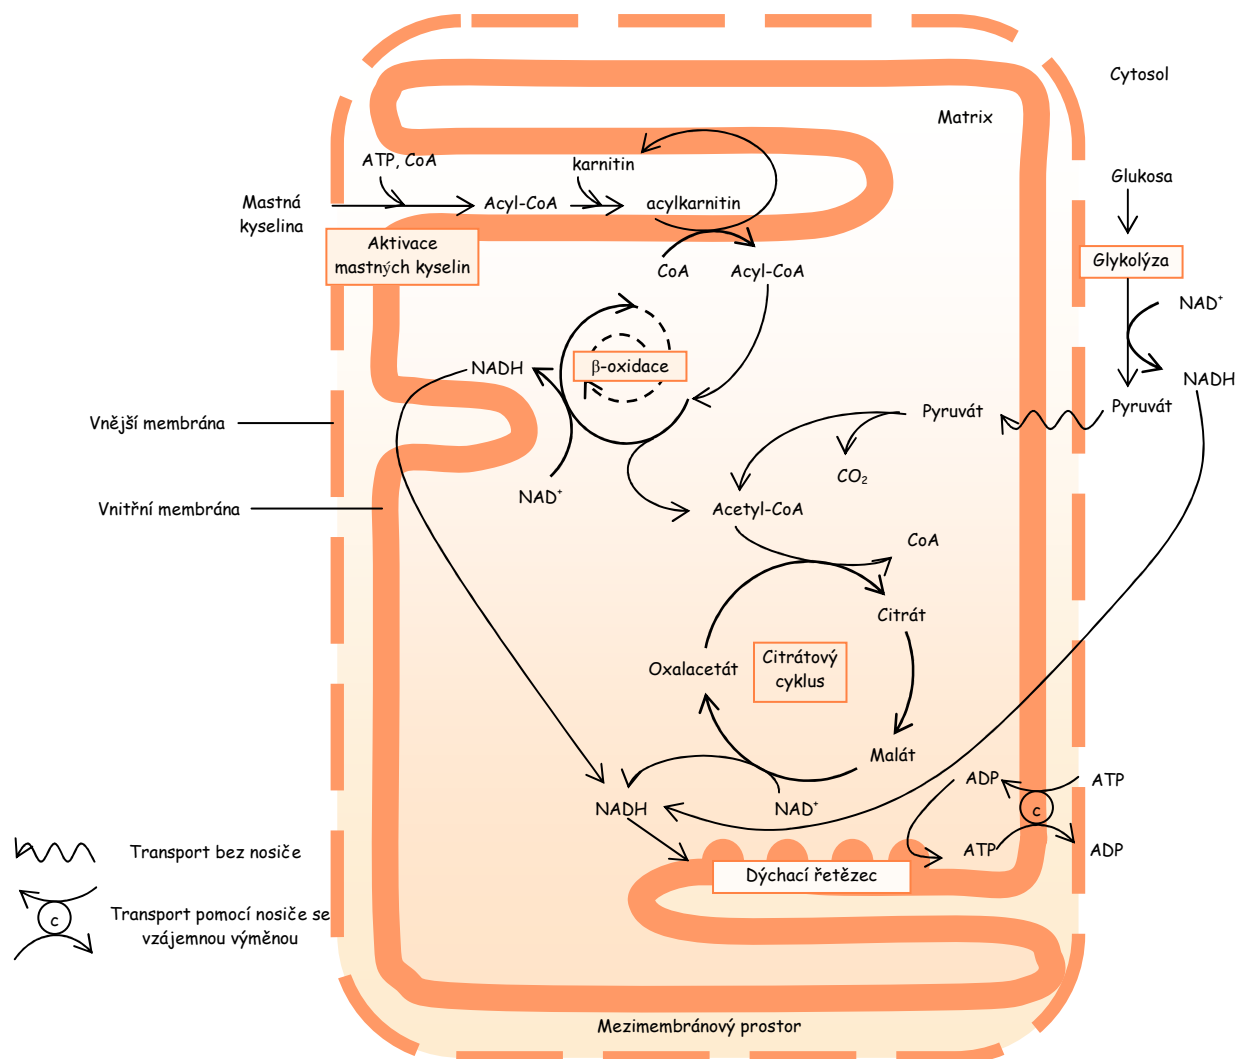 Cytosol
Matrix
ATP, CoA
karnitin
Glukosa
Mastná
kyselina
Acyl-CoA
acylkarnitin
Aktivace
mastných kyselin
CoA
Acyl-CoA
Glykolýza
NAD⁺
NADH
β-oxidace
NADH
Pyruvát
Pyruvát
Vnější membrána
CO₂
NAD⁺
Vnitřní membrána
Acetyl-CoA
CoA
Citrát
Oxalacetát
Citrátový
cyklus
Malát
NADH
NAD⁺
ADP
ATP
c
ATP
ADP
Transport bez nosiče
Dýchací řetězec
c
Transport pomocí nosiče se
vzájemnou výměnou
Mezimembránový prostor